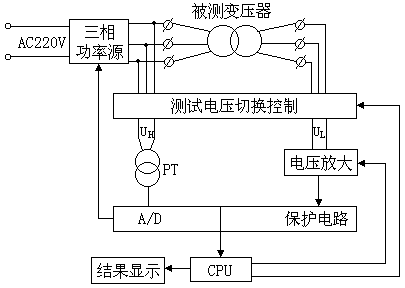 被测变压器
AC220V
三相
功率源
测试电压切换控制
UH
UL
PT
电压放大
A/D
保护电路
结果显示
CPU